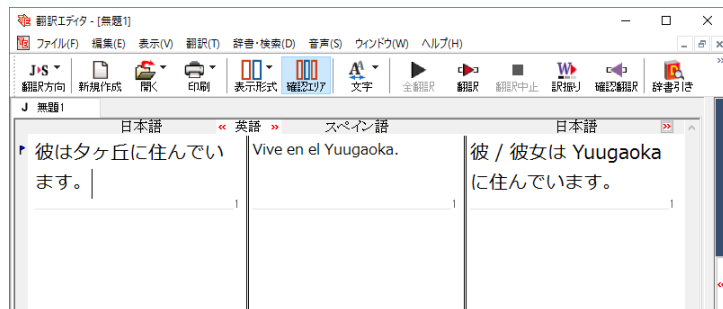 翻訳エディタ - [無題1]
ファイル(F) 編集(E) 表示(V) 翻訳(T) 辞書・検索(D) 音声(S) ウィンドウ(W) ヘルプ(H)
J▸S
翻訳方向 新規作成 開く 印刷 表示形式 確認エリア 文字 全翻訳 翻訳 翻訳中止 訳振り 確認翻訳 辞書引き
J 無題1
日本語 « 英語 » スペイン語 日本語 »
彼は夕ヶ丘に住んでい Vive en el Yuugaoka. 彼 / 彼女は Yuugaoka
ます。 に住んでいます。
1 1 1